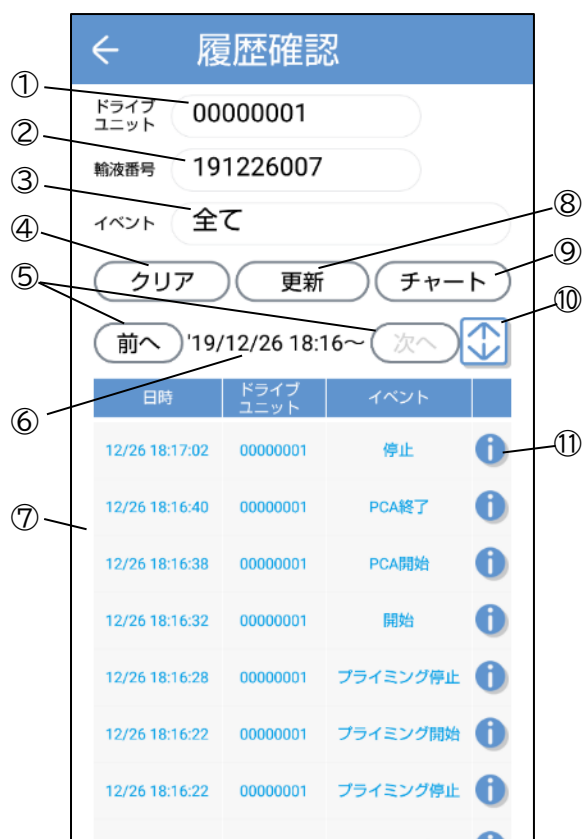 履歴確認
① ドライブユニット 00000001
② 輸液番号 191226007
③ イベント 全て
④ クリア
⑧ 更新
⑨ チャート
⑤ 前へ
⑥ '19/12/26 18:16～
次へ
⑩
⑦
日時 ドライブユニット イベント
12/26 18:17:02 00000001 停止 i ⑪
12/26 18:16:40 00000001 PCA終了 i
12/26 18:16:38 00000001 PCA開始 i
12/26 18:16:32 00000001 開始 i
12/26 18:16:28 00000001 プライミング停止 i
12/26 18:16:22 00000001 プライミング開始 i
12/26 18:16:22 00000001 プライミング停止 i